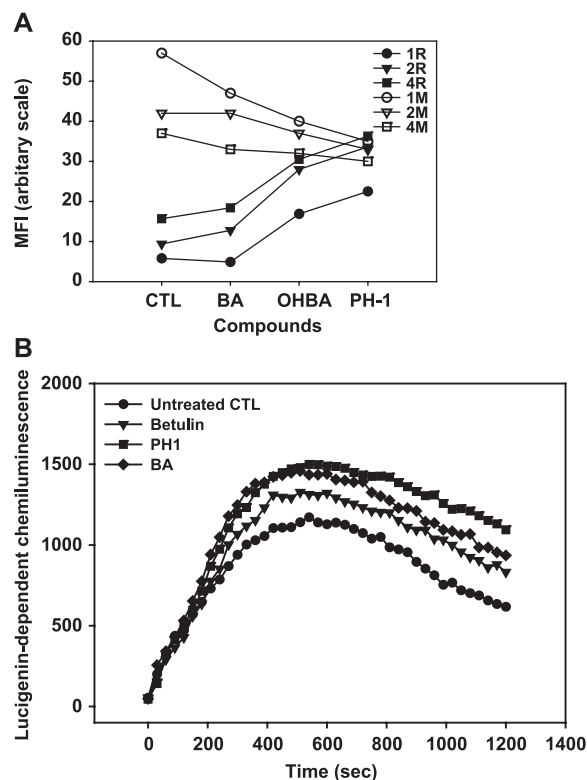 A
MFI (arbitary scale)
60
50
40
30
20
10
0
1R
2R
4R
1M
2M
4M
CTL BA OHBA PH-1
Compounds
B
Lucigenin-dependent chemiluminescence
2000
1500
1000
500
0
Untreated CTL
Betulin
PH1
BA
0 200 400 600 800 1000 1200 1400
Time (sec)